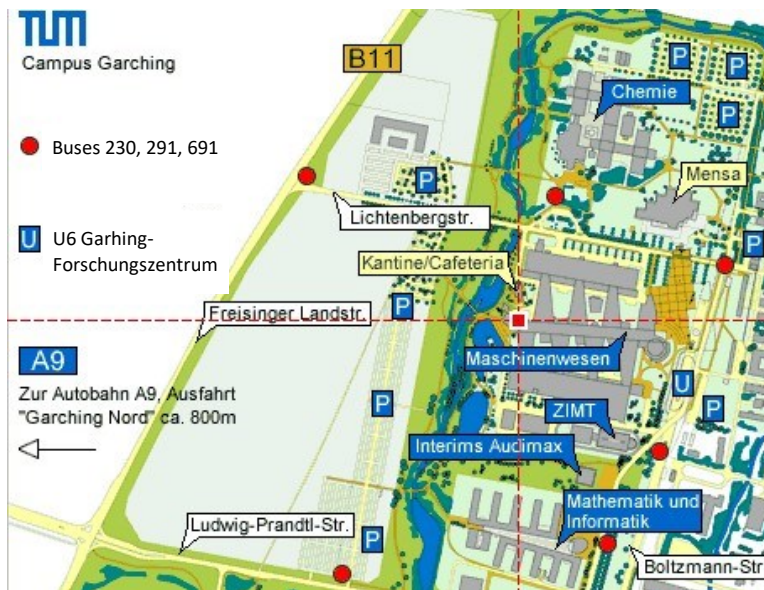 TUM
Campus Garching
B11
Chemie
P
P
P
P
Buses 230, 291, 691
Mensa
P
Lichtenbergstr.
U
U6 Garhing-
Forschungszentrum
Kantine/Cafeteria
P
Freisinger Landstr.
P
A9
Maschinenwesen
Zur Autobahn A9, Ausfahrt
"Garching Nord" ca. 800m
U
P
P
ZIMT
Interims Audimax
Mathematik und
Informatik
Ludwig-Prandtl-Str.
P
Boltzmann-Str